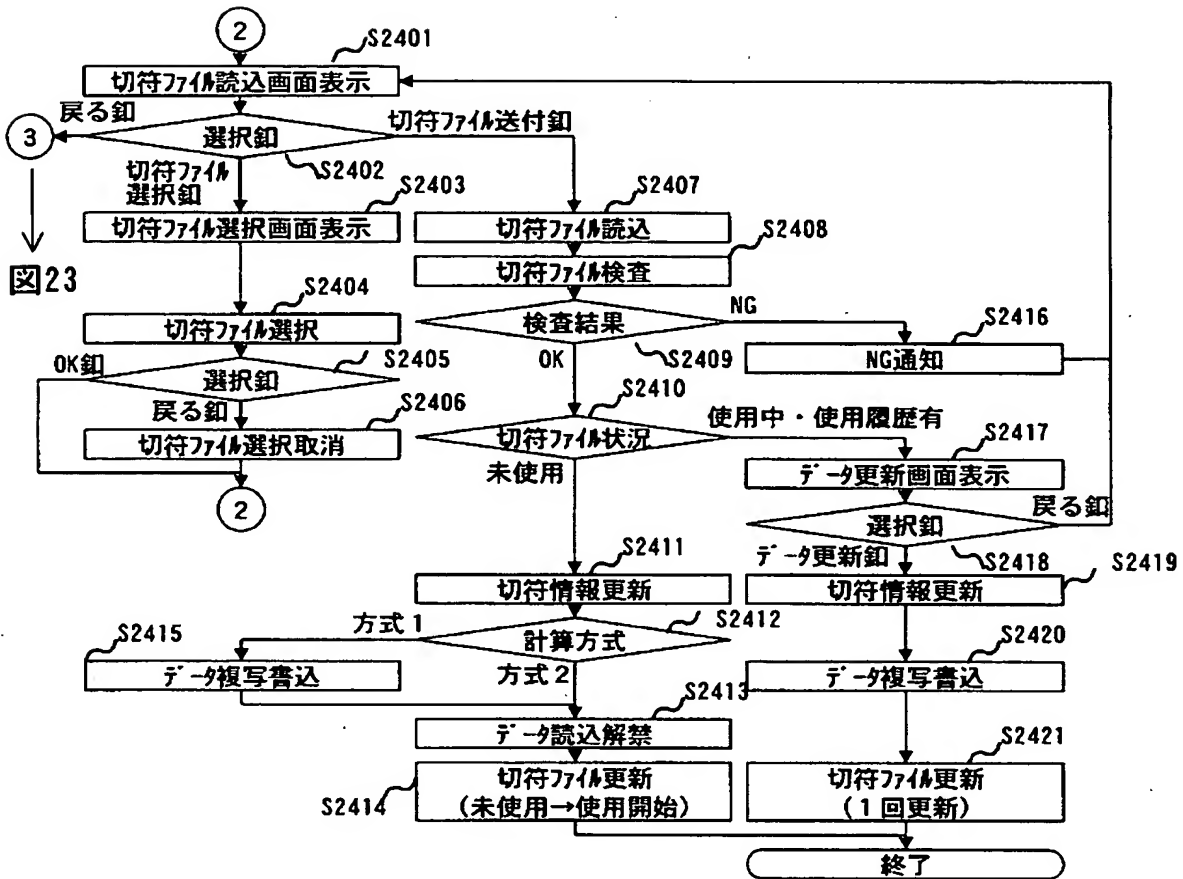 2
S2401
切符ファイル読込画面表示
戻る釦
切符ファイル送付釦
3
選択釦
S2402
切符ファイル
選択釦
S2403
S2407
切符ファイル選択画面表示
切符ファイル読込
S2408
図23
切符ファイル検査
S2404
NG
切符ファイル選択
検査結果
S2416
OK釦
S2405
OK
S2409
NG通知
選択釦
S2410
戻る釦
S2406
使用中・使用履歴有
切符ファイル選択取消
切符ファイル状況
S2417
未使用
データ更新画面表示
2
戻る釦
選択釦
S2411
データ更新釦
S2418
S2419
切符情報更新
切符情報更新
方式1
S2412
S2415
計算方式
S2420
データ複写書込
方式2
データ複写書込
S2413
データ読込解禁
S2421
切符ファイル更新
(未使用→使用開始)
S2414
切符ファイル更新
(1回更新)
終了